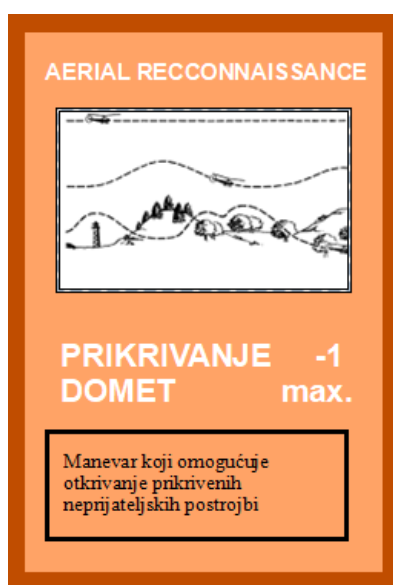 AERIAL RECCONNAISSANCE
PRIKRIVANJE -1
DOMET max.
Manevar koji omogućuje
otkrivanje prikrivenih
neprijateljskih postrojbi